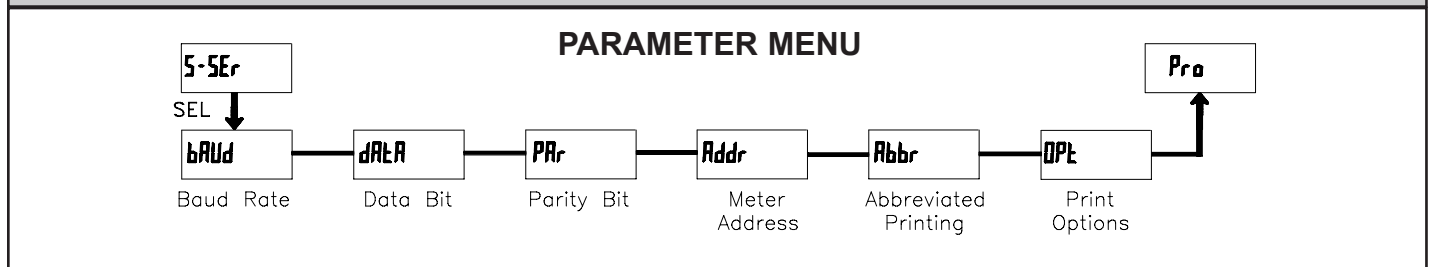 PARAMETER MENU
5-SEr
Pro
SEL
bAUd
dAtA
PAr
Addr
Abbr
OPt
Baud Rate
Data Bit
Parity Bit
Meter
Address
Abbreviated
Printing
Print
Options